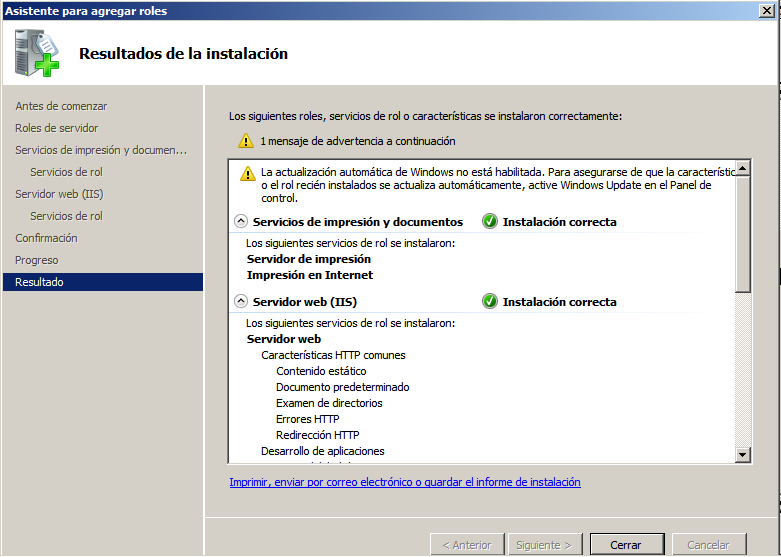 Asistente para agregar roles
Resultados de la instalación
Antes de comenzar
Roles de servidor
Servicios de impresión y documen...
Servicios de rol
Servidor web (IIS)
Servicios de rol
Confirmación
Progreso
Resultado
Los siguientes roles, servicios de rol o características se instalaron correctamente:
1 mensaje de advertencia a continuación
La actualización automática de Windows no está habilitada. Para asegurarse de que la característic
o el rol recién instalados se actualiza automáticamente, active Windows Update en el Panel de
control.
Servicios de impresión y documentos Instalación correcta
Los siguientes servicios de rol se instalaron:
Servidor de impresión
Impresión en Internet
Servidor web (IIS) Instalación correcta
Los siguientes servicios de rol se instalaron:
Servidor web
Características HTTP comunes
Contenido estático
Documento predeterminado
Examen de directorios
Errores HTTP
Redirección HTTP
Desarrollo de aplicaciones
Imprimir, enviar por correo electrónico o guardar el informe de instalación
< Anterior Siguiente > Cerrar Cancelar